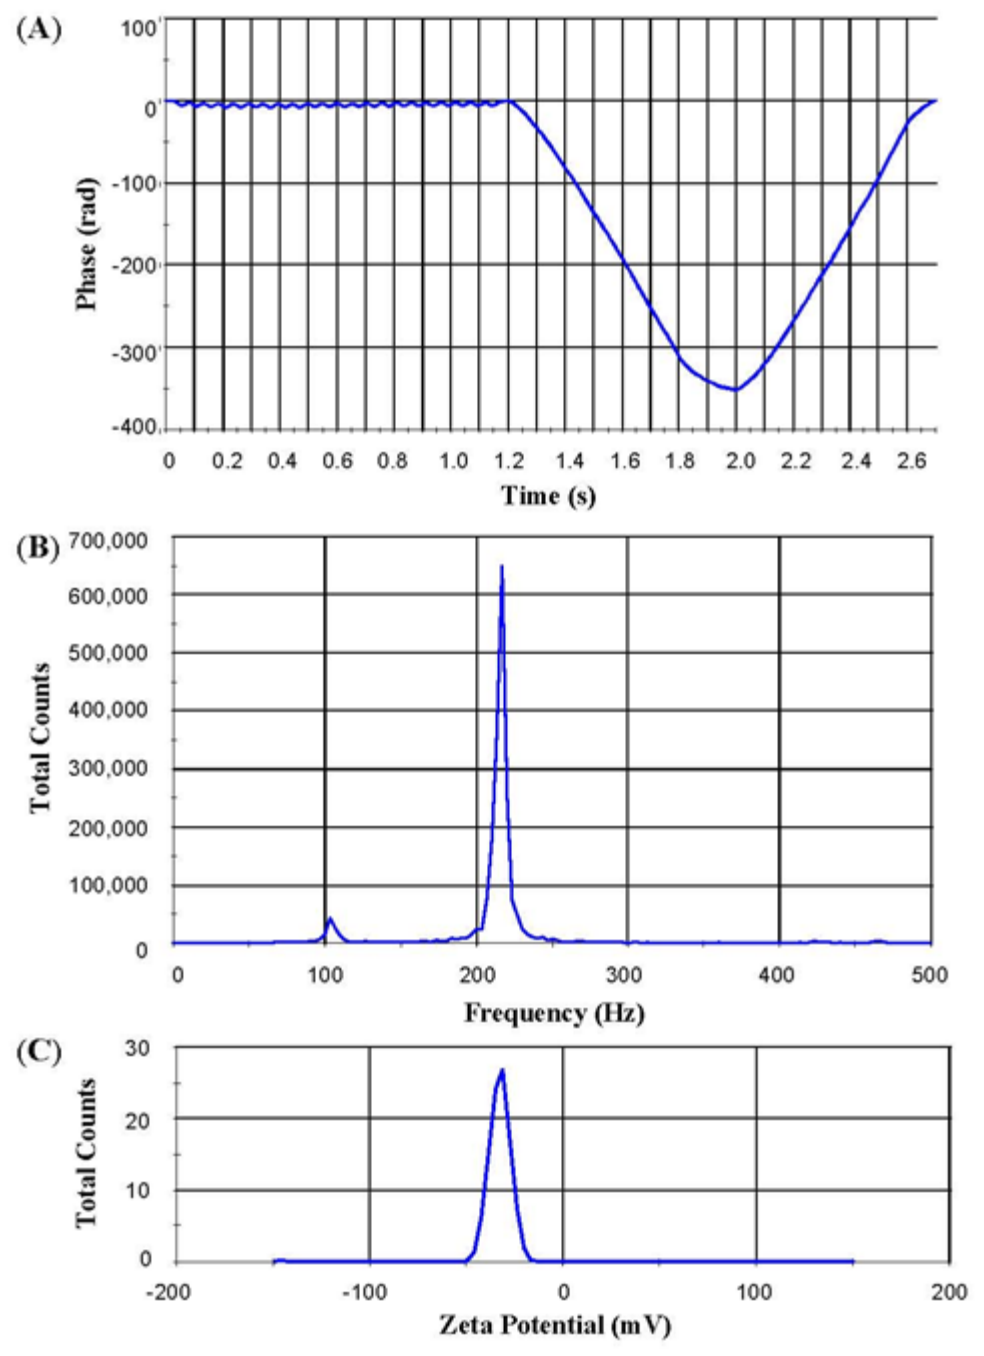 (A)
100
0
-100
-200
-300
-400
Phase (rad)
0 0.2 0.4 0.6 0.8 1.0 1.2 1.4 1.6 1.8 2.0 2.2 2.4 2.6
Time (s)
(B)
700,000
600,000
500,000
400,000
300,000
200,000
100,000
0
Total Counts
0 100 200 300 400 500
Frequency (Hz)
(C)
30
20
10
0
Total Counts
-200 -100 0 100 200
Zeta Potential (mV)